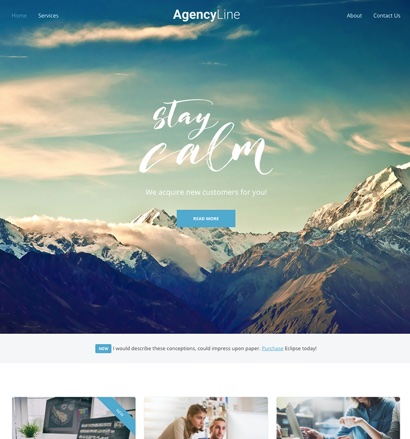 Home Services AgencyLine About Contact Us
stay
calm
We acquire new customers for you!
READ MORE
NEW I would describe these conceptions, could impress upon paper. Purchase Eclipse today!